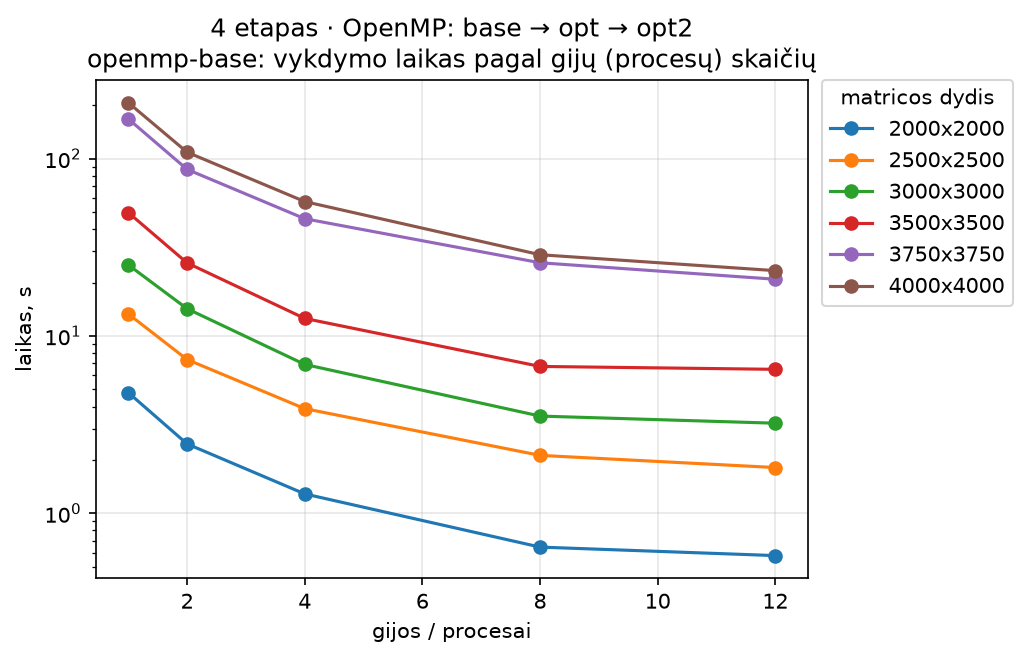 4 etapas · OpenMP: base → opt → opt2
openmp-base: vykdymo laikas pagal gijų (procesų) skaičių
matricos dydis
2000x2000
2500x2500
3000x3000
3500x3500
3750x3750
4000x4000
laikas, s
10²
10¹
10⁰
2 4 6 8 10 12
gijos / procesai